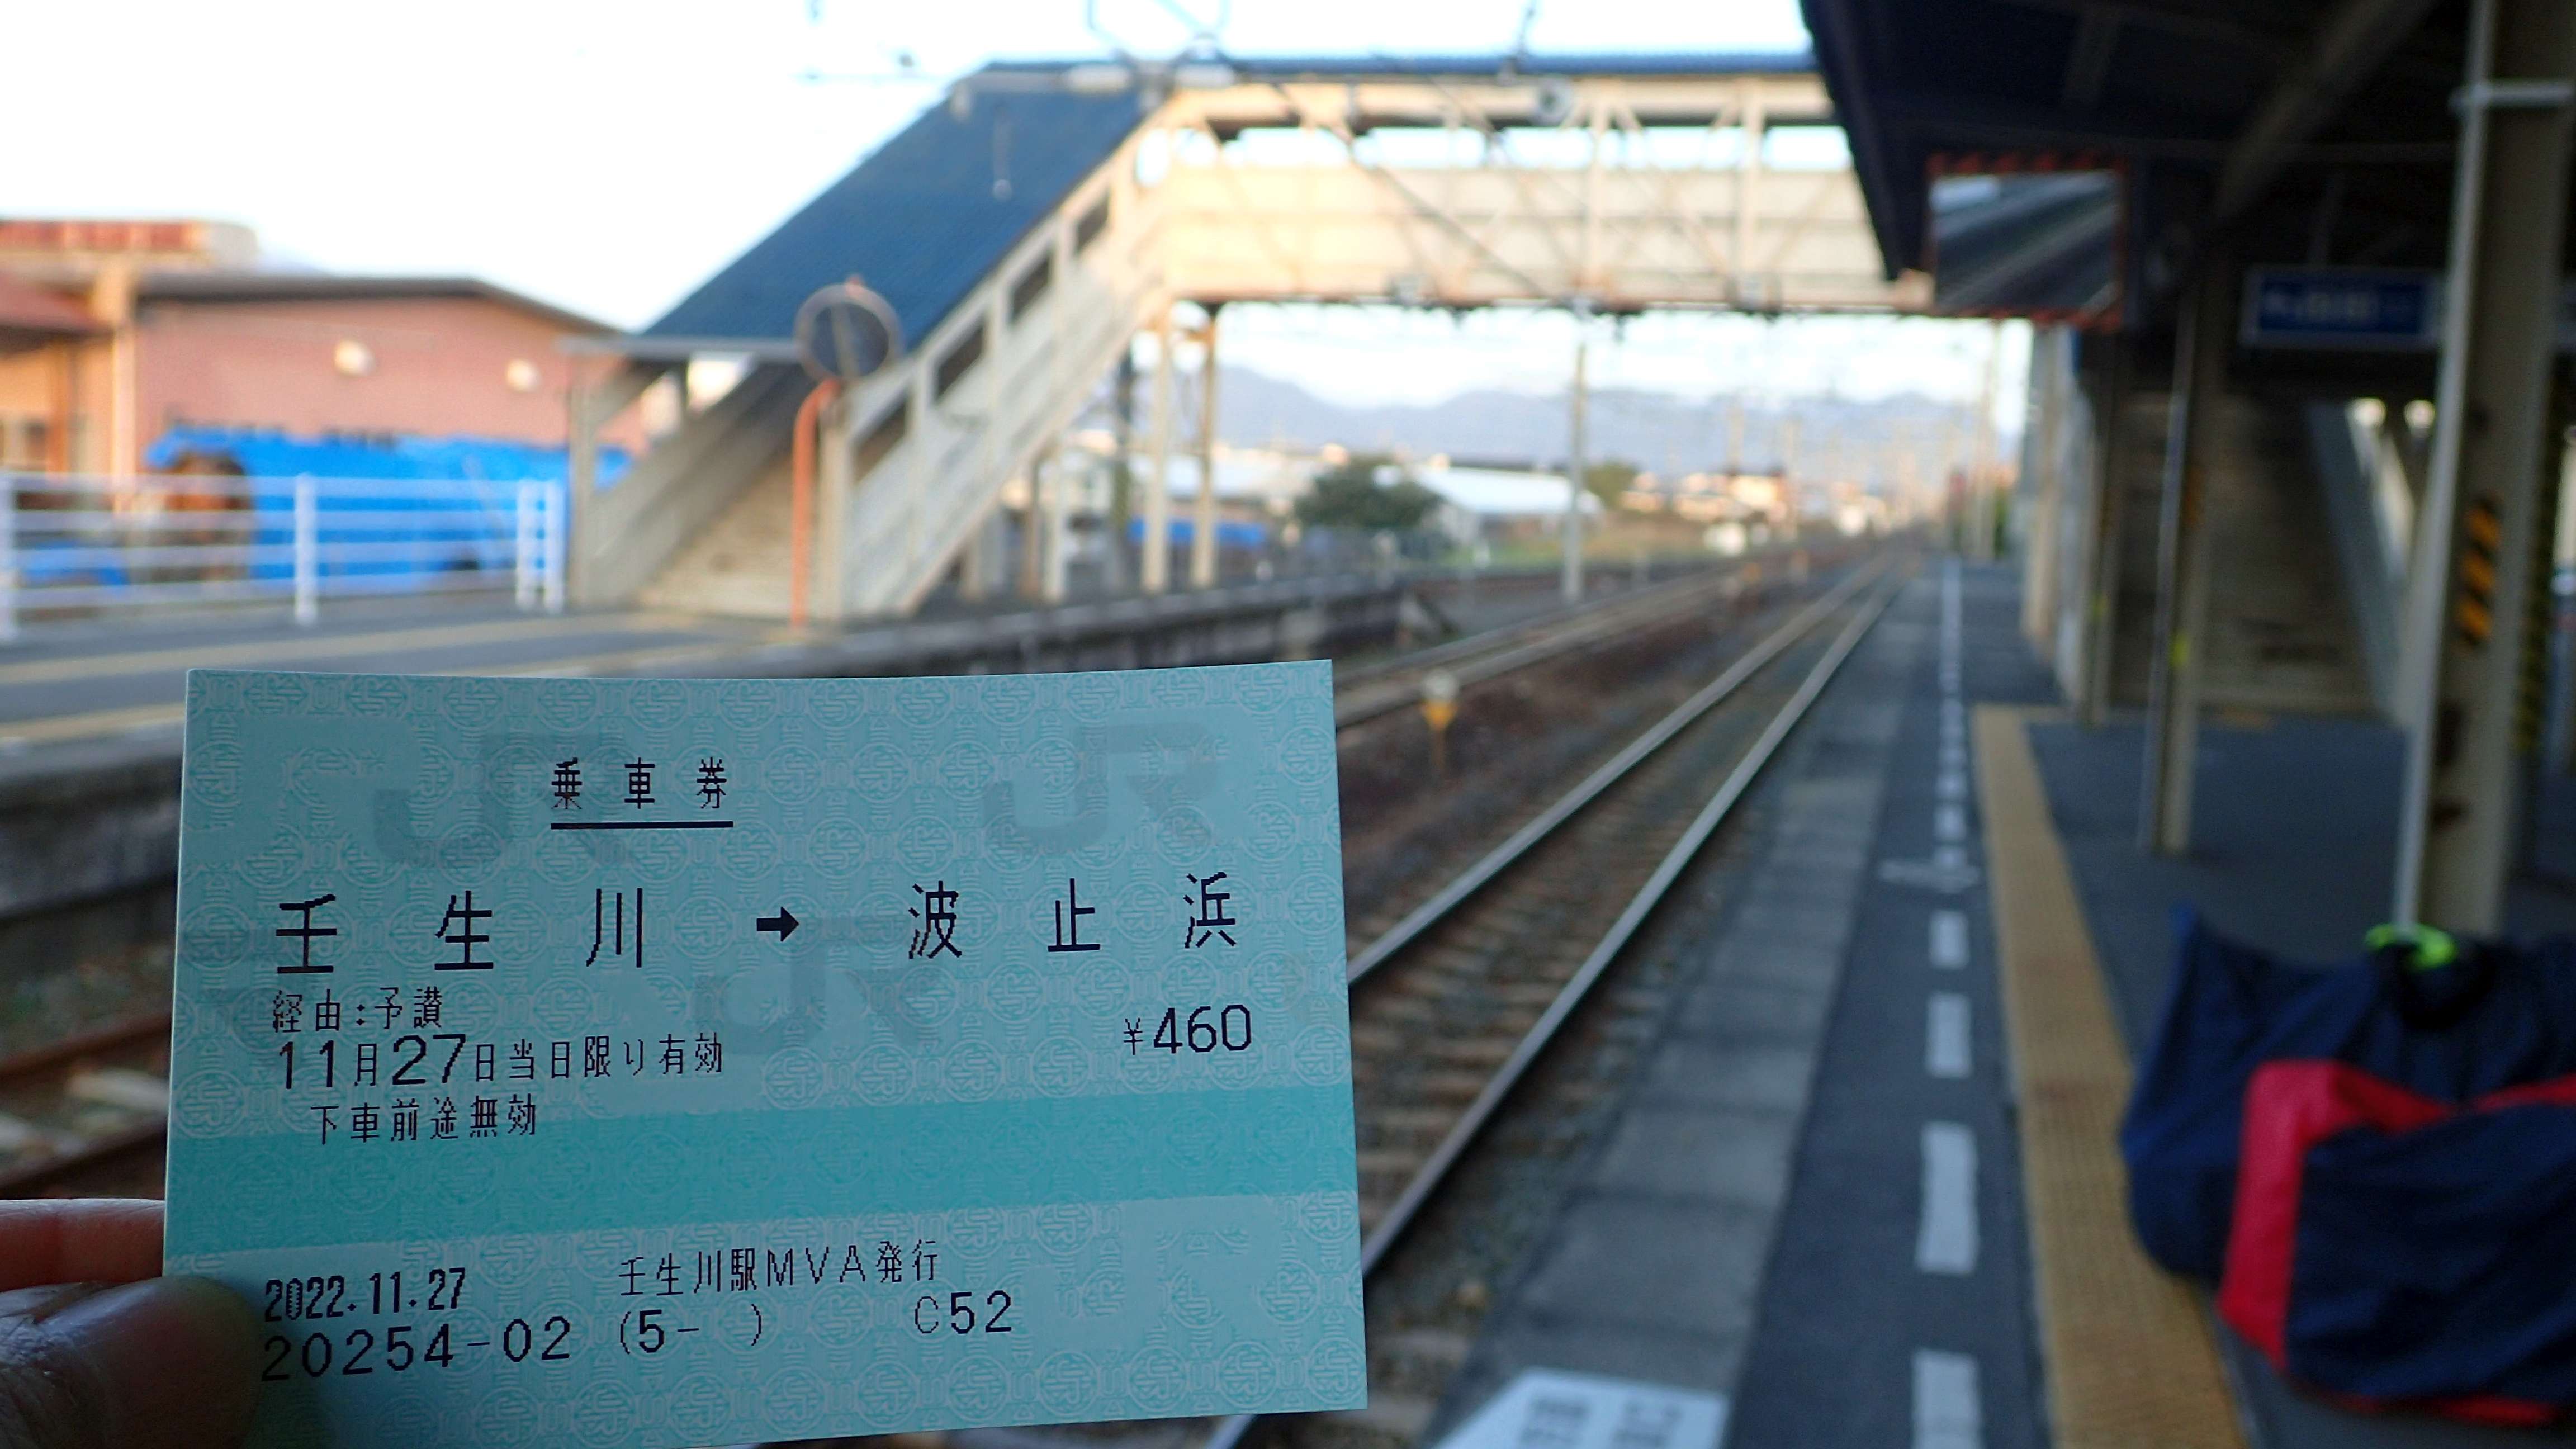 乗車券
壬生川 → 波止浜
経由:予讃
¥460
11月27日当日限り有効
下車前途無効
2022.11.27 壬生川駅MVA発行
20254-02 (5- ) C52